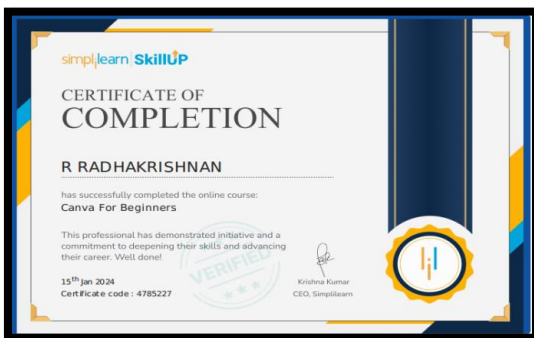 simplilearn | SkillUP
CERTIFICATE OF
COMPLETION
R RADHAKRISHNAN
has successfully completed the online course:
Canva For Beginners
This professional has demonstrated initiative and a
commitment to deepening their skills and advancing
their career. Well done!
VERIFIED
15th Jan 2024
Certificate code : 4785227
Krishna Kumar
CEO, Simplilearn